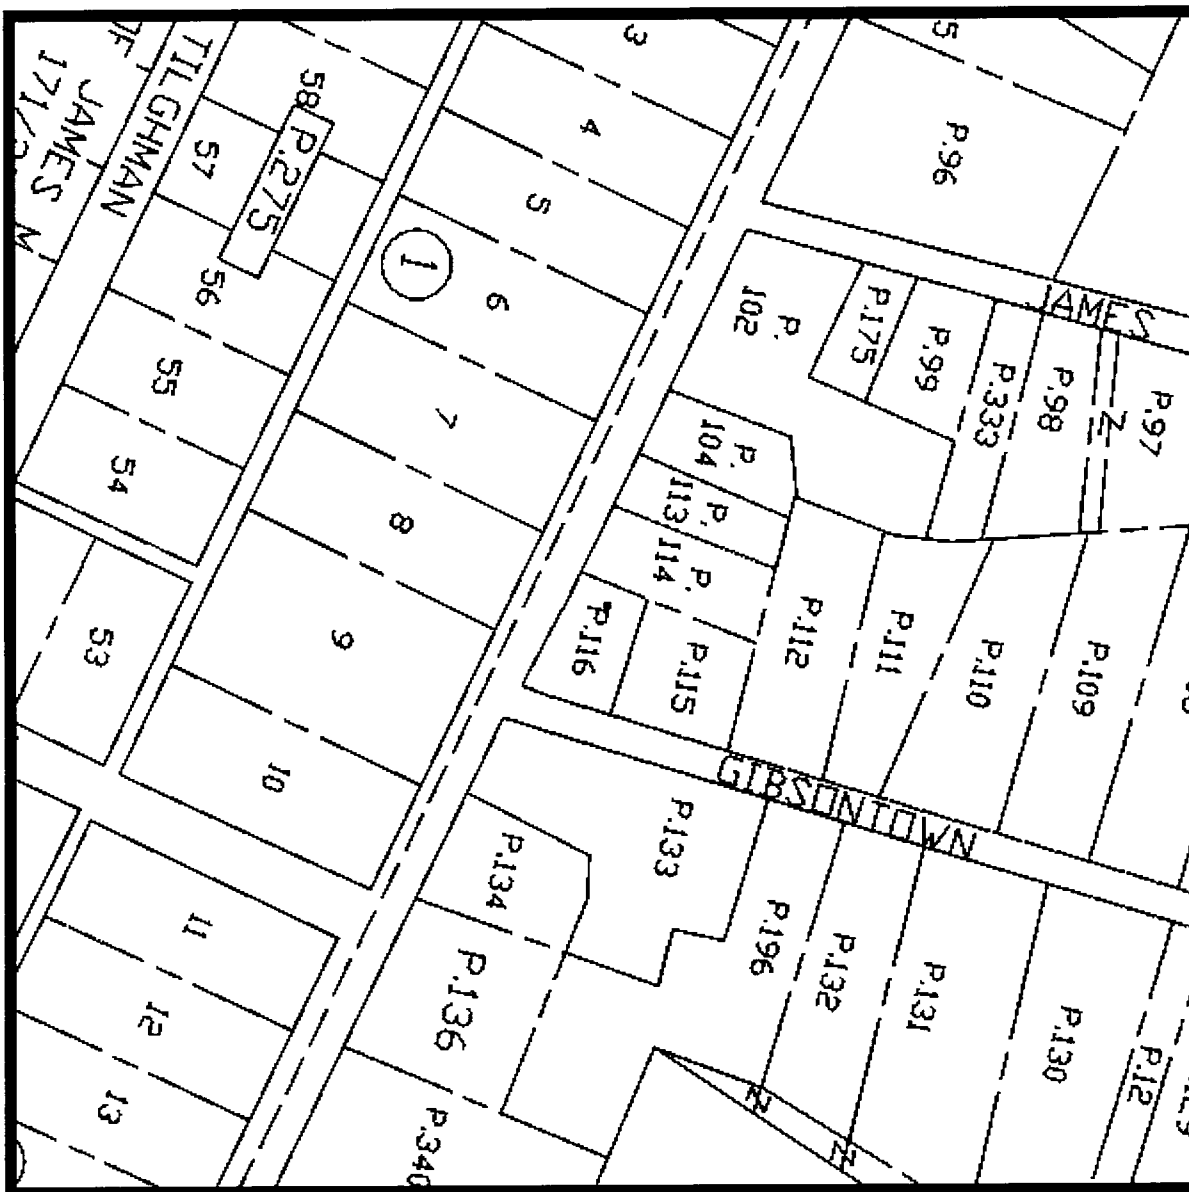 3
5
4
P.96
TILGHMAN
58
P.275
57
5
1
6
JAMES
JAMES M
56
P.
102
P.175
P.99
P.333
P.98
Z
P.97
55
7
54
P.
104
P.
113
8
P.
114
P.116
P.115
P.112
P.111
P.110
P.109
53
9
10
GIBSONTOWN
P.133
P.134
P.196
P.132
P.131
P.130
P.12
11
12
13
P.136
P.340
Z
Z